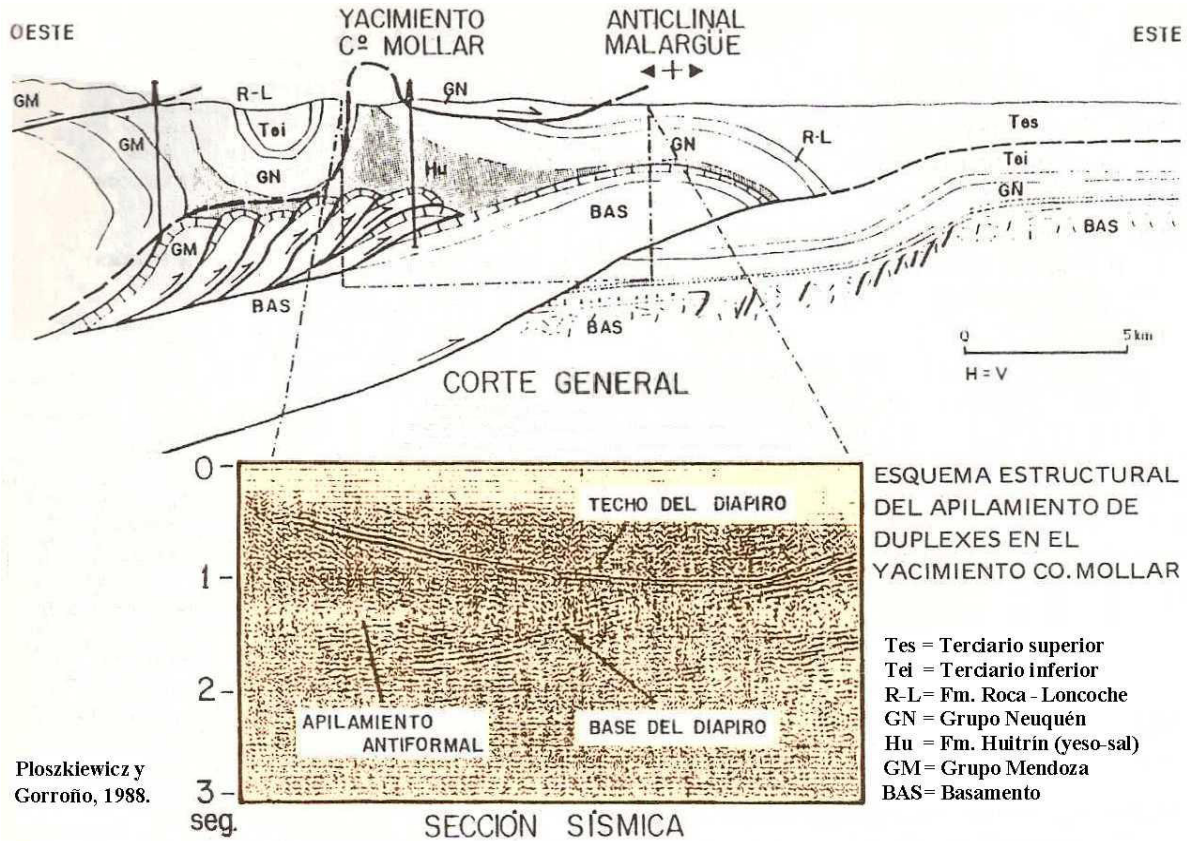 OESTE
YACIMIENTO
Cº MOLLAR
ANTICLINAL
MALARGÜE
ESTE
GM
GM
R-L
Tei
GN
GN
GM
Hu
GN
R-L
BAS
BAS
BAS
Tes
Tei
GN
BAS
0
5 km
H = V
CORTE GENERAL
0
1
2
3
seg.
TECHO DEL DIAPIRO
APILAMIENTO
ANTIFORMAL
BASE DEL DIAPIRO
SECCIÓN SÍSMICA
ESQUEMA ESTRUCTURAL
DEL APILAMIENTO DE
DUPLEXES EN EL
YACIMIENTO CO. MOLLAR
Tes = Terciario superior
Tei = Terciario inferior
R-L = Fm. Roca - Loncoche
GN = Grupo Neuquén
Hu = Fm. Huitrín (yeso-sal)
GM = Grupo Mendoza
BAS = Basamento
Ploszkiewicz y
Gorroño, 1988.